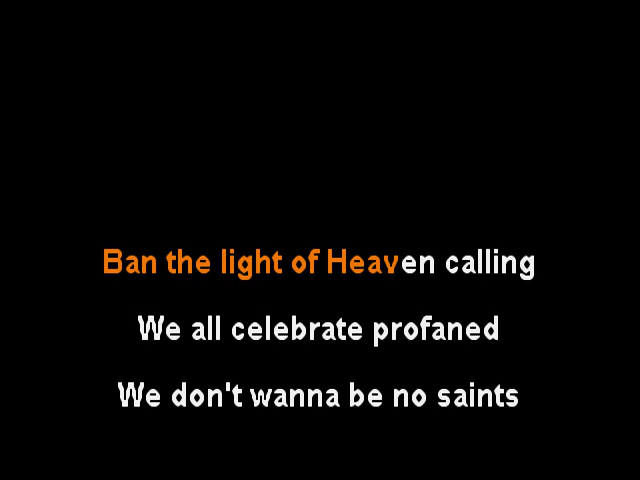 Ban the light of Heaven calling
We all celebrate profaned
We don't wanna be no saints